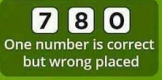 7 8 0
One number is correct
but wrong placed